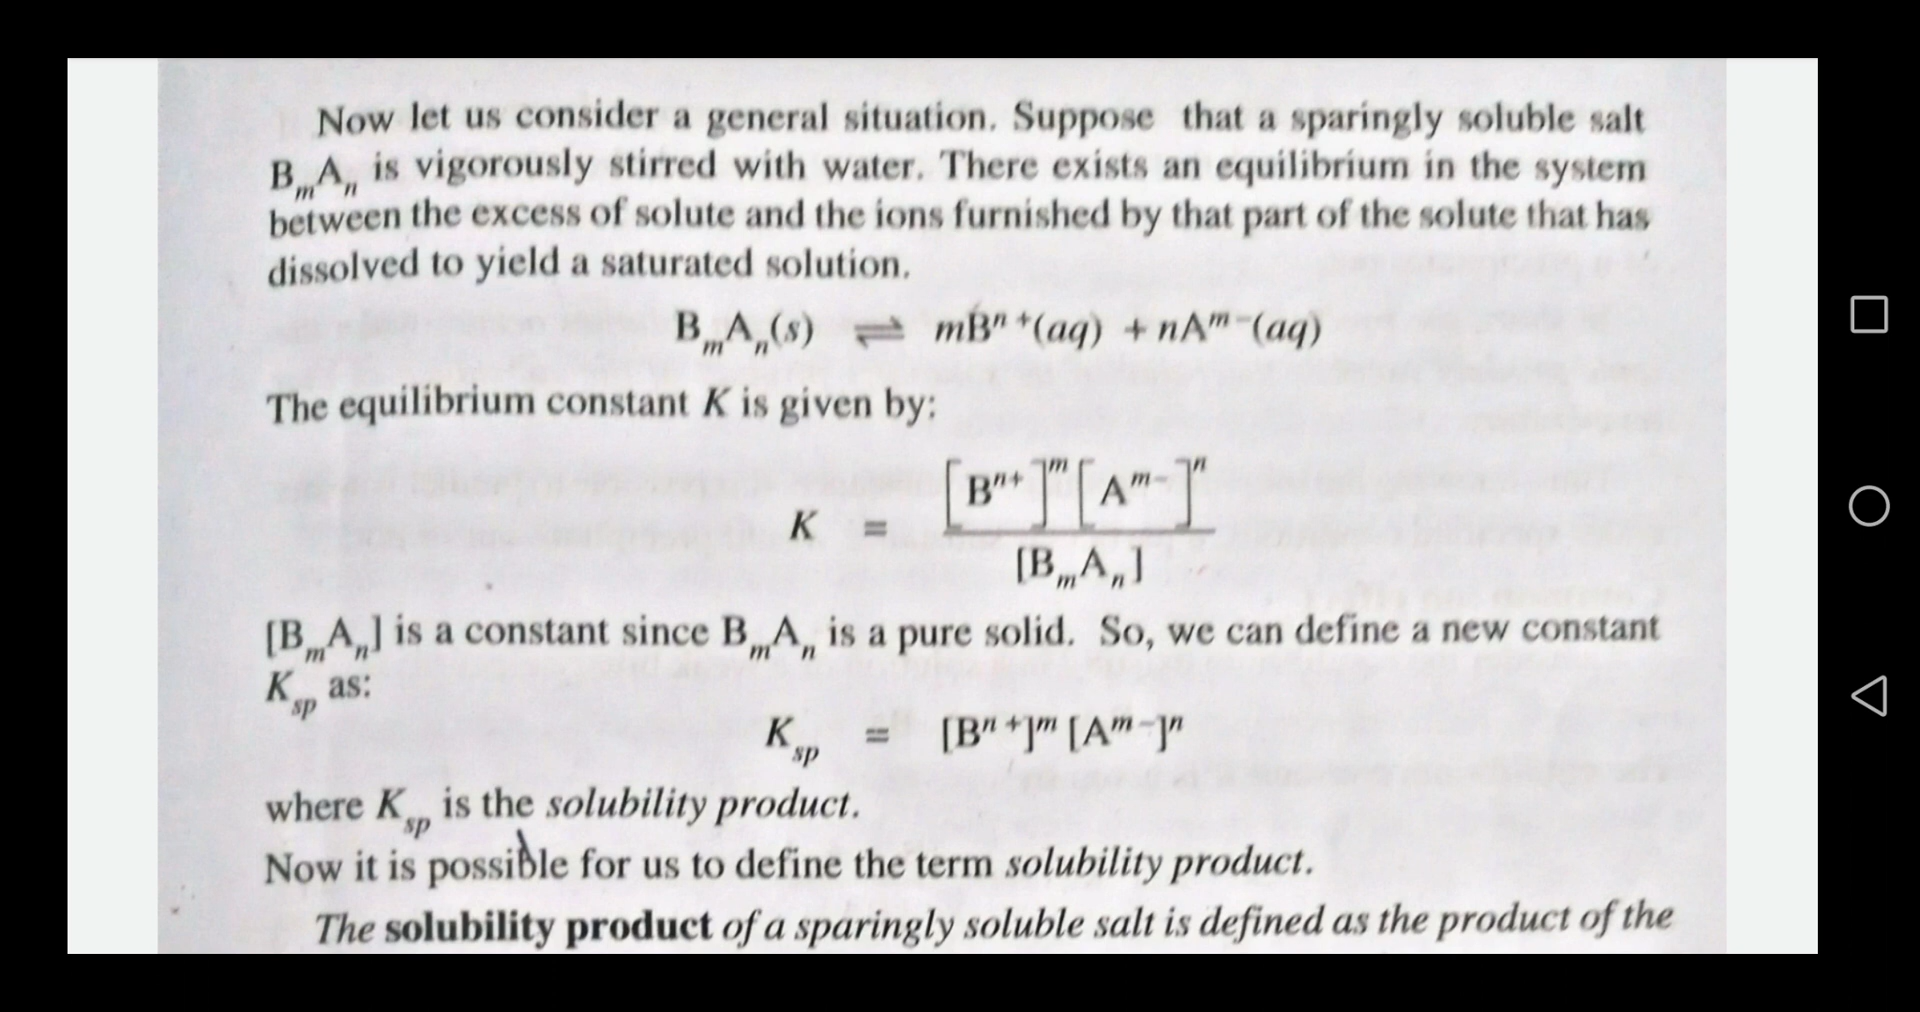 Now let us consider a general situation. Suppose that a sparingly soluble salt
BₘAₙ is vigorously stirred with water. There exists an equilibrium in the system
between the excess of solute and the ions furnished by that part of the solute that has
dissolved to yield a saturated solution.
BₘAₙ(s) ⇌ mBⁿ⁺(aq) + nAᵐ⁻(aq)
The equilibrium constant K is given by:
K = [Bⁿ⁺]ᵐ [Aᵐ⁻]ⁿ / [BₘAₙ]
[BₘAₙ] is a constant since BₘAₙ is a pure solid. So, we can define a new constant
Kₛₚ as:
Kₛₚ = [Bⁿ⁺]ᵐ [Aᵐ⁻]ⁿ
where Kₛₚ is the solubility product.
Now it is possible for us to define the term solubility product.
The solubility product of a sparingly soluble salt is defined as the product of the